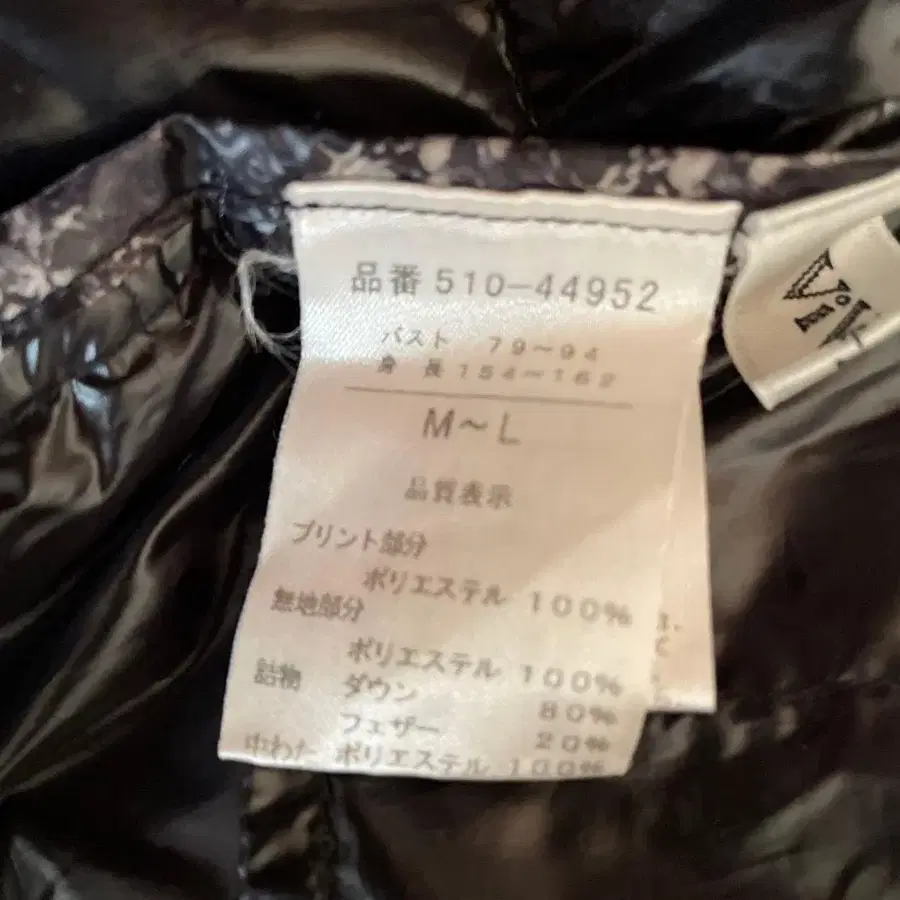 品番 510-44952
バスト 79～94
身長 154～162
M～L
品質表示
プリント部分
ポリエステル 100%
無地部分
ポリエステル 100%
詰物 ダウン 80%
フェザー 20%
中わた ポリエステル 100%